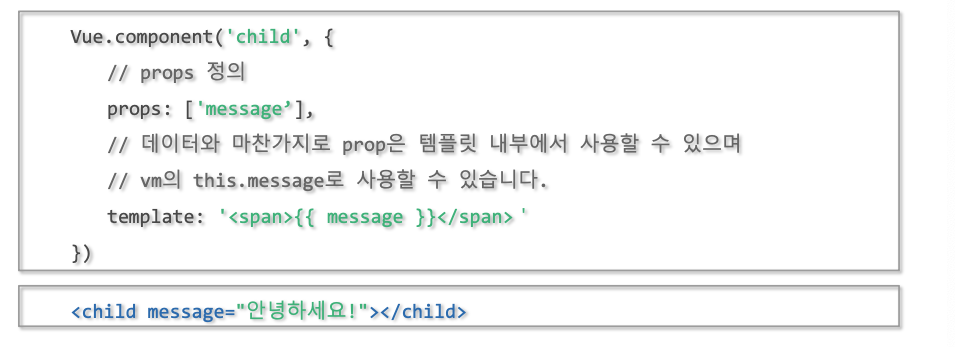 Vue.component('child', {
// props 정의
props: ['message’],
// 데이터와 마찬가지로 prop은 템플릿 내부에서 사용할 수 있으며
// vm의 this.message로 사용할 수 있습니다.
template: '<span>{{ message }}</span> '
})
<child message="안녕하세요!"></child>